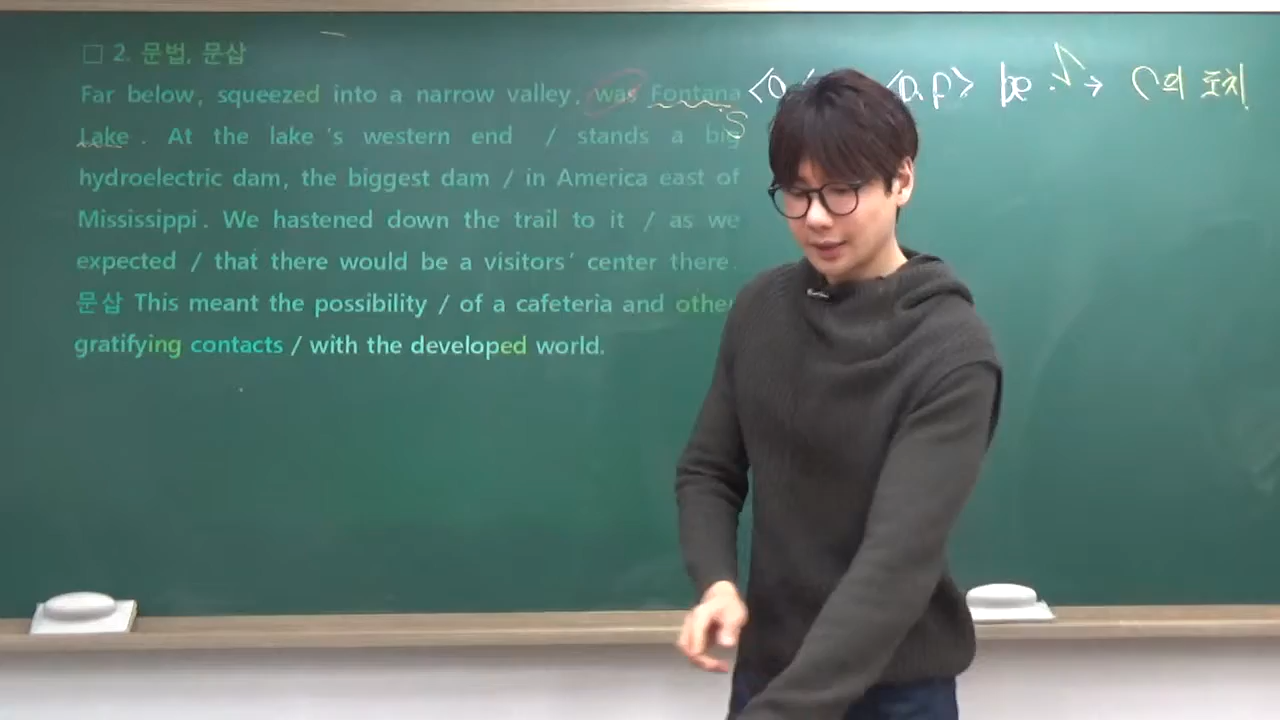 □ 2. 문법, 문삽
Far below, squeezed into a narrow valley, was Fontana
Lake. At the lake 's western end / stands a big
S
hydroelectric dam, the biggest dam / in America east of
Mississippi. We hastened down the trail to it / as we
expected / that there would be a visitors' center there.
문삽 This meant the possibility / of a cafeteria and other
gratifying contacts / with the developed world.
be √ → C의 도치